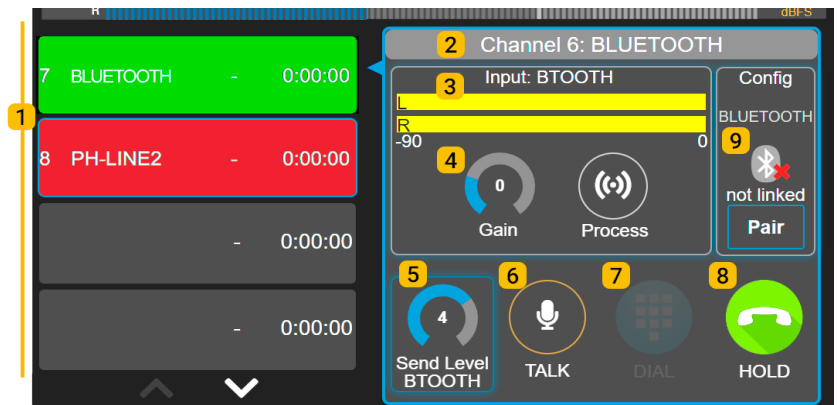 R
dBFS
1
7 BLUETOOTH - 0:00:00
8 PH-LINE2 - 0:00:00
- 0:00:00
- 0:00:00
2 Channel 6: BLUETOOTH
3 Input: BTOOTH
L
R
-90 0
4
0
Gain
Process
Config
BLUETOOTH
9
not linked
Pair
5
4
Send Level
BTOOTH
6
TALK
7
DIAL
8
HOLD